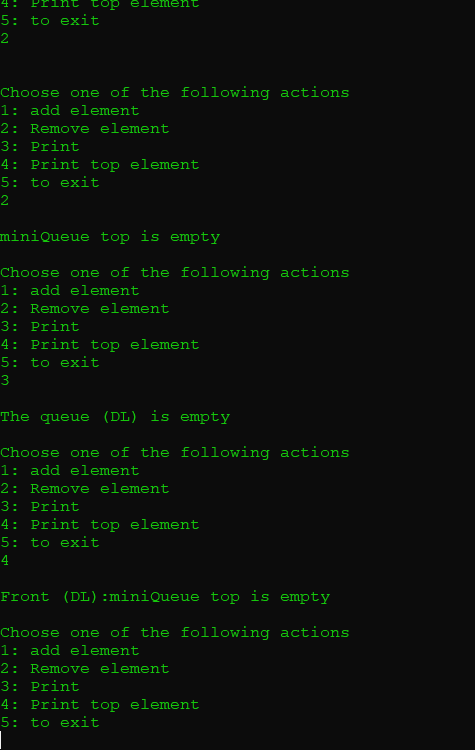 4: Print top element
5: to exit
2
Choose one of the following actions
1: add element
2: Remove element
3: Print
4: Print top element
5: to exit
2
miniQueue top is empty
Choose one of the following actions
1: add element
2: Remove element
3: Print
4: Print top element
5: to exit
3
The queue (DL) is empty
Choose one of the following actions
1: add element
2: Remove element
3: Print
4: Print top element
5: to exit
4
Front (DL):miniQueue top is empty
Choose one of the following actions
1: add element
2: Remove element
3: Print
4: Print top element
5: to exit